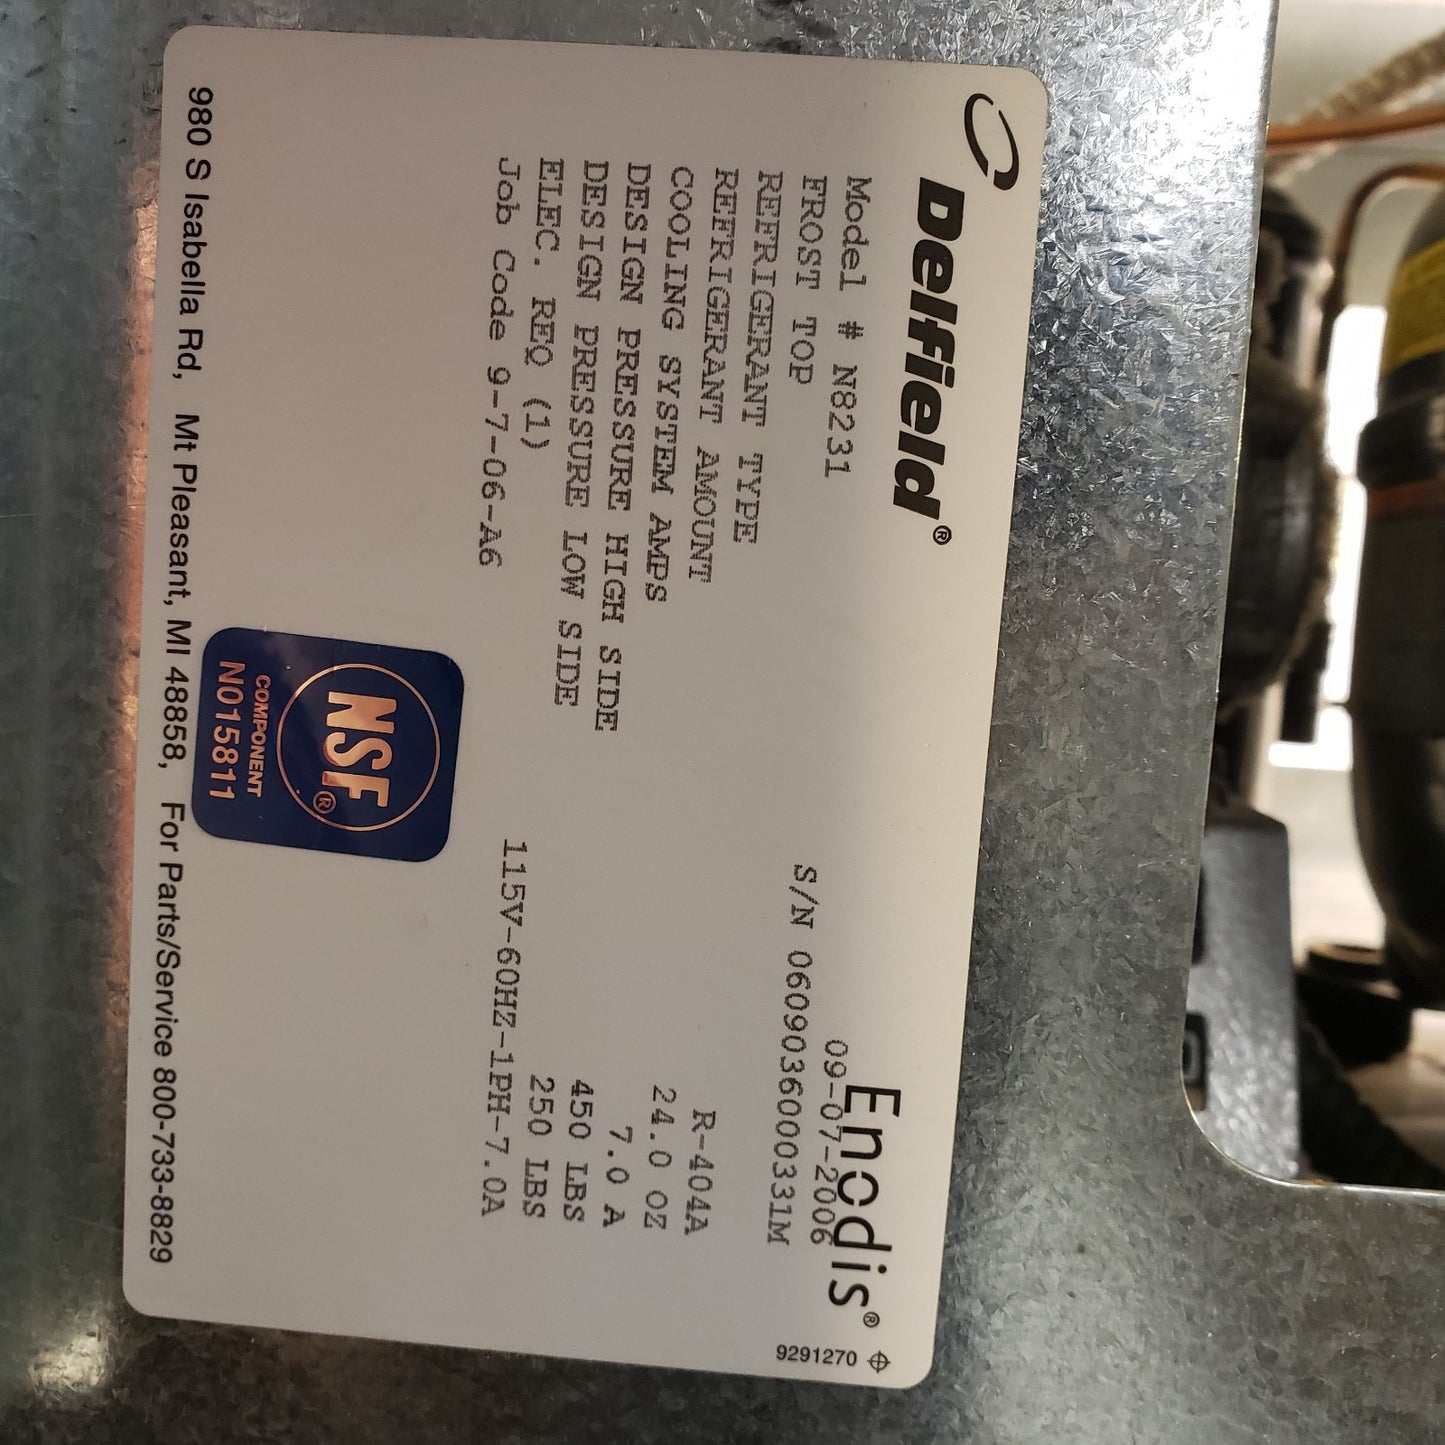 Delfield®
Enodis®
9291270
Model # N8231 09-07-2006
FROST TOP S/N 0609036000331M
REFRIGERANT TYPE R-404A
REFRIGERANT AMOUNT 24.0 OZ
COOLING SYSTEM AMPS 7.0 A
DESIGN PRESSURE HIGH SIDE 450 LBS
DESIGN PRESSURE LOW SIDE 250 LBS
ELEC. REQ (1) 115V-60HZ-1PH-7.0A
Job Code 9-7-06-A6
NSF®
COMPONENT
N015811
980 S Isabella Rd, Mt Pleasant, MI 48858, For Parts/Service 800-733-8829